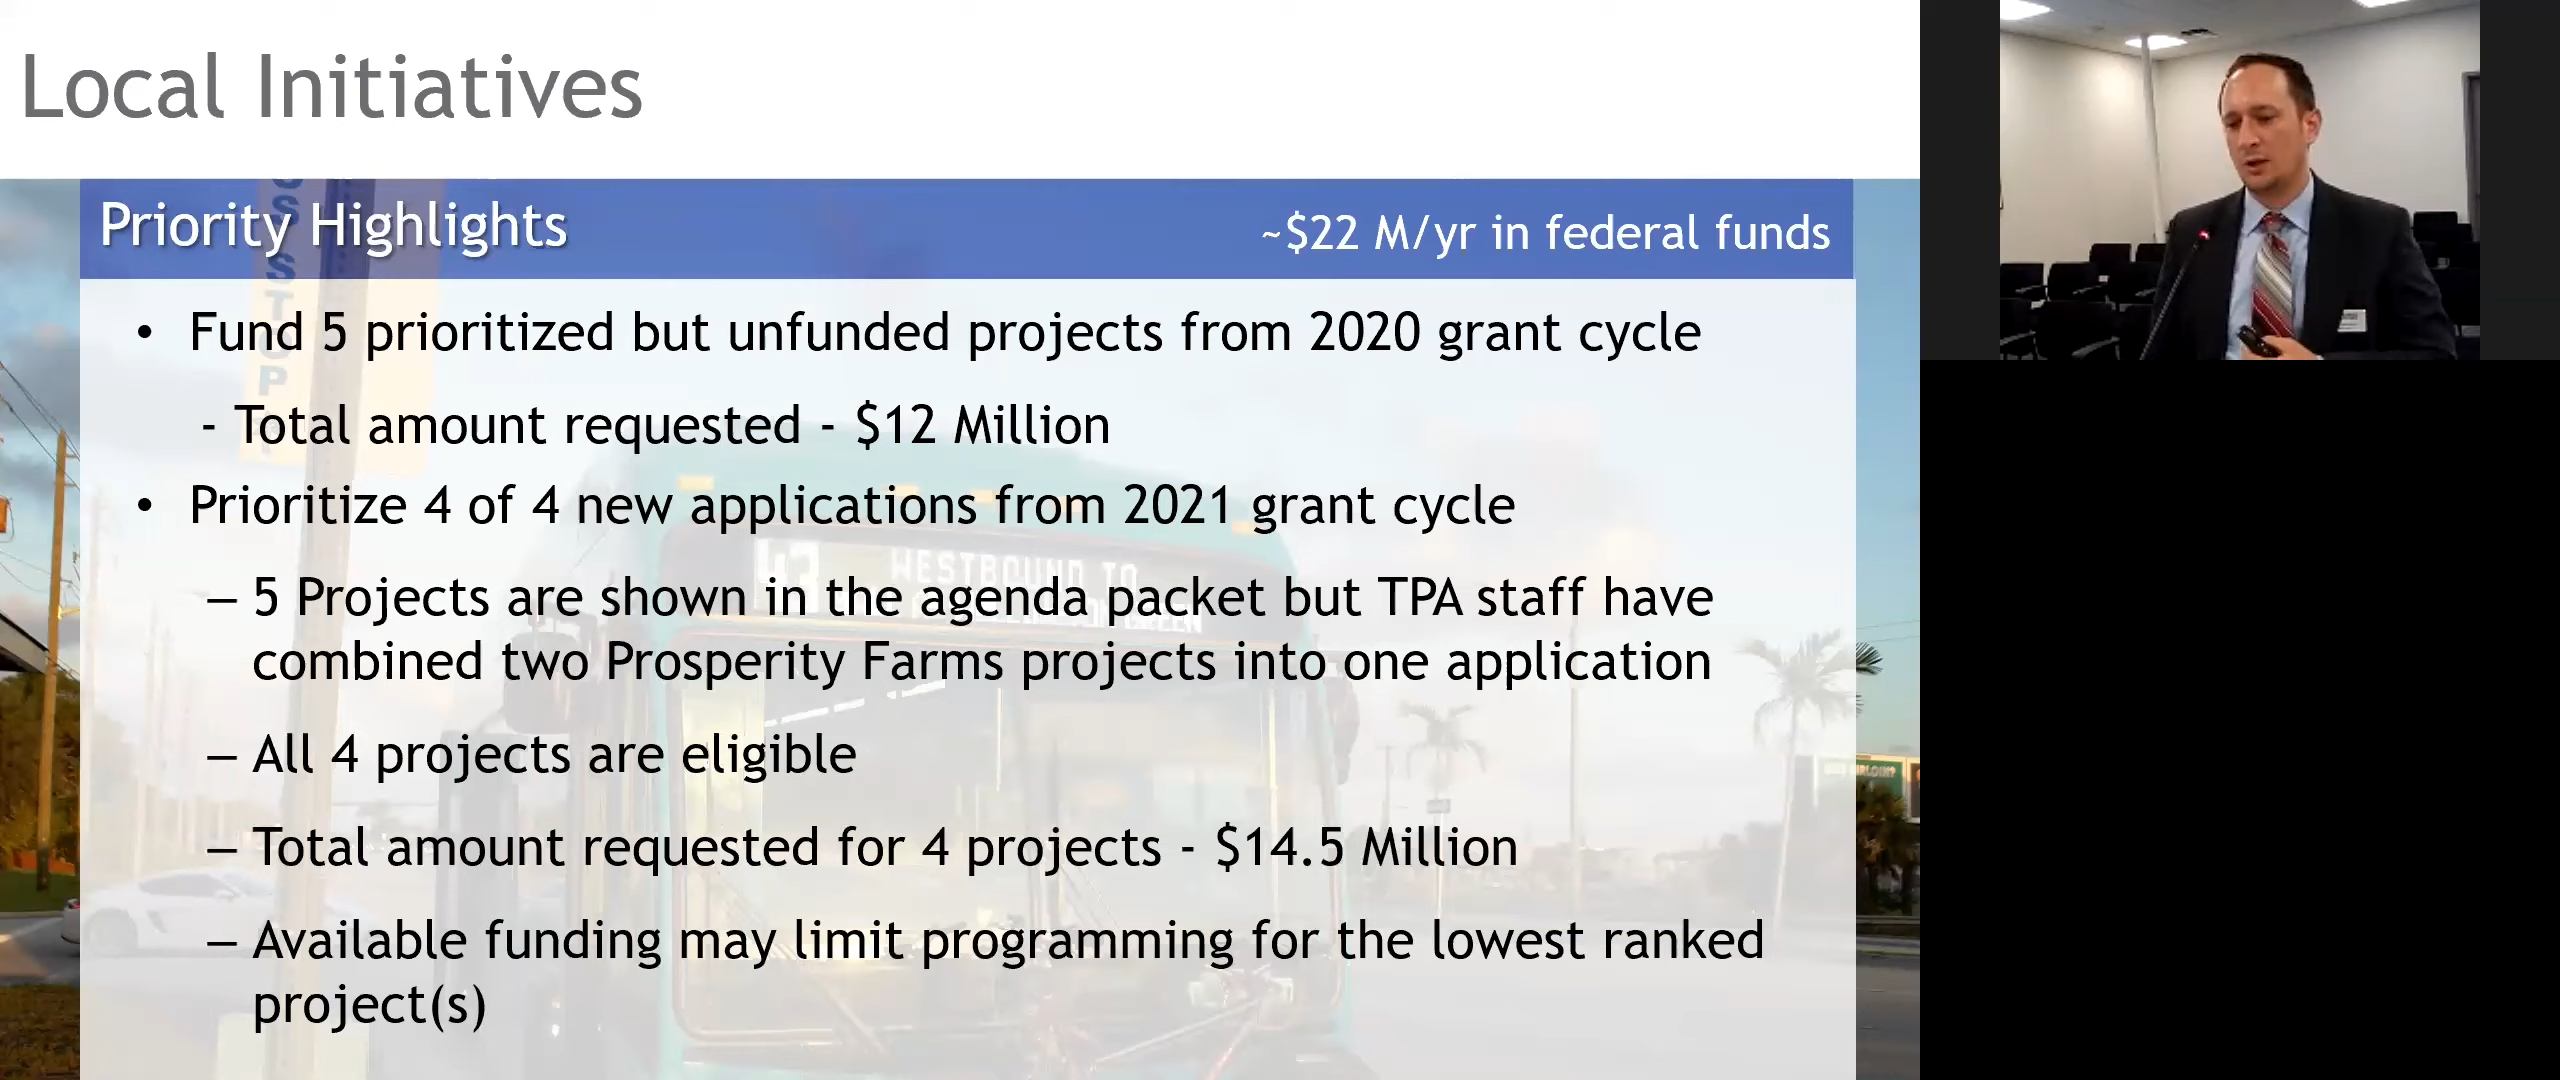 Local Initiatives
Priority Highlights
~$22 M/yr in federal funds
• Fund 5 prioritized but unfunded projects from 2020 grant cycle
- Total amount requested - $12 Million
• Prioritize 4 of 4 new applications from 2021 grant cycle
– 5 Projects are shown in the agenda packet but TPA staff have
combined two Prosperity Farms projects into one application
– All 4 projects are eligible
– Total amount requested for 4 projects - $14.5 Million
– Available funding may limit programming for the lowest ranked
project(s)
STOP
43 WESTBOUND TO